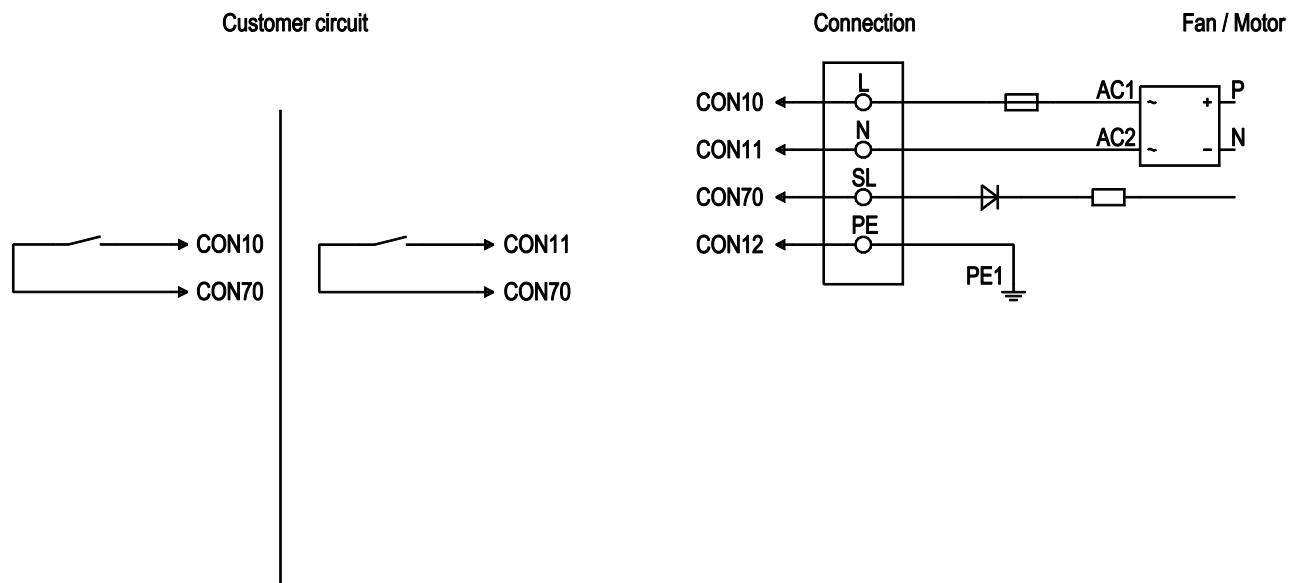 Customer circuit
Connection
Fan / Motor
CON10
CON70
CON11
CON70
CON10
L
AC1
~
+
P
CON11
N
AC2
~
−
N
CON70
SL
CON12
PE
PE1